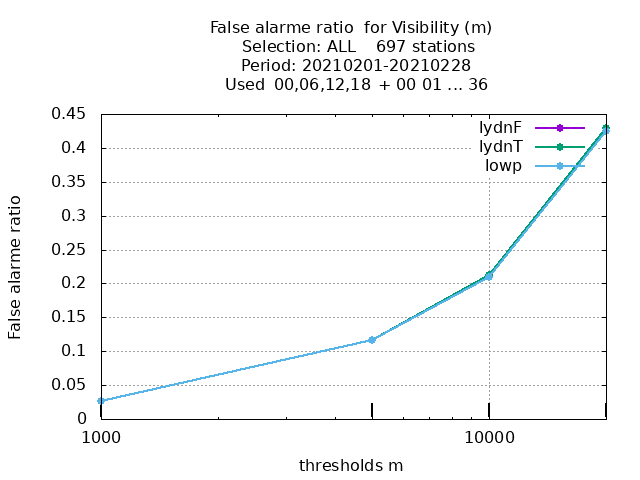 False alarme ratio  for Visibility (m)
Selection: ALL    697 stations
Period: 20210201-20210228
Used  00,06,12,18  + 00 01 ... 36
0.45
lydnF
0.4
lydnT
lowp
0.35
0.3
0.25
0.2
0.15
0.1
0.05
0
False alarme ratio
1000
10000
thresholds m